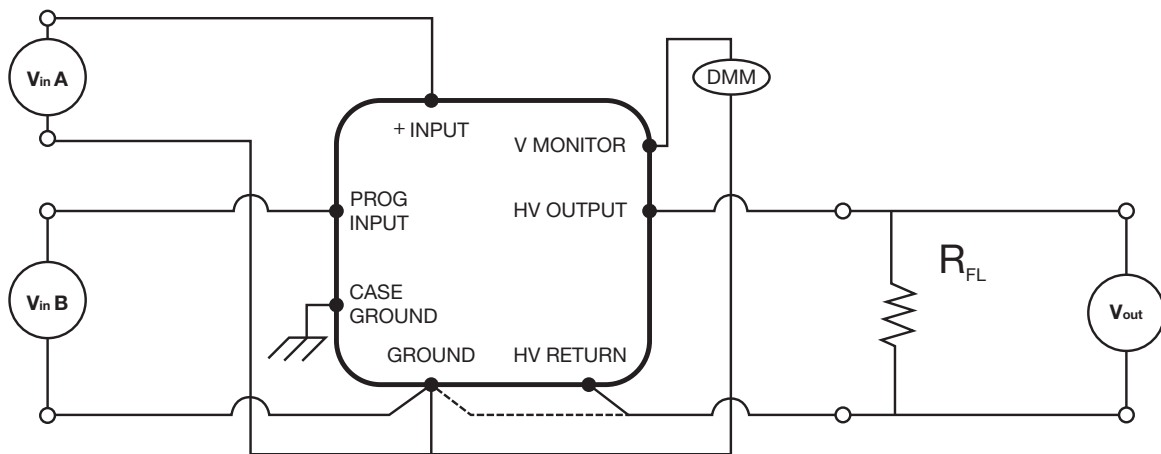 Vin A
DMM
+ INPUT
V MONITOR
PROG
INPUT
HV OUTPUT
RFL
Vin B
CASE
GROUND
Vout
GROUND
HV RETURN